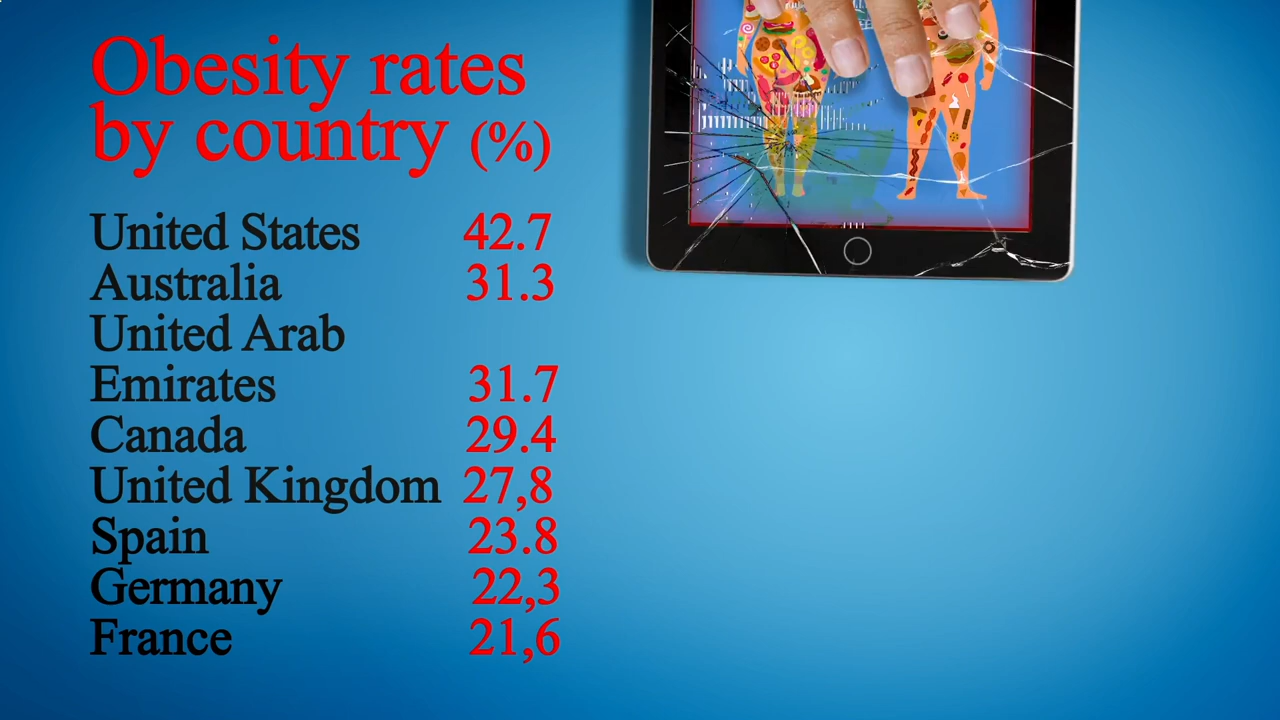 Obesity rates
by country (%)
United States 42.7
Australia 31.3
United Arab
Emirates 31.7
Canada 29.4
United Kingdom 27,8
Spain 23.8
Germany 22,3
France 21,6